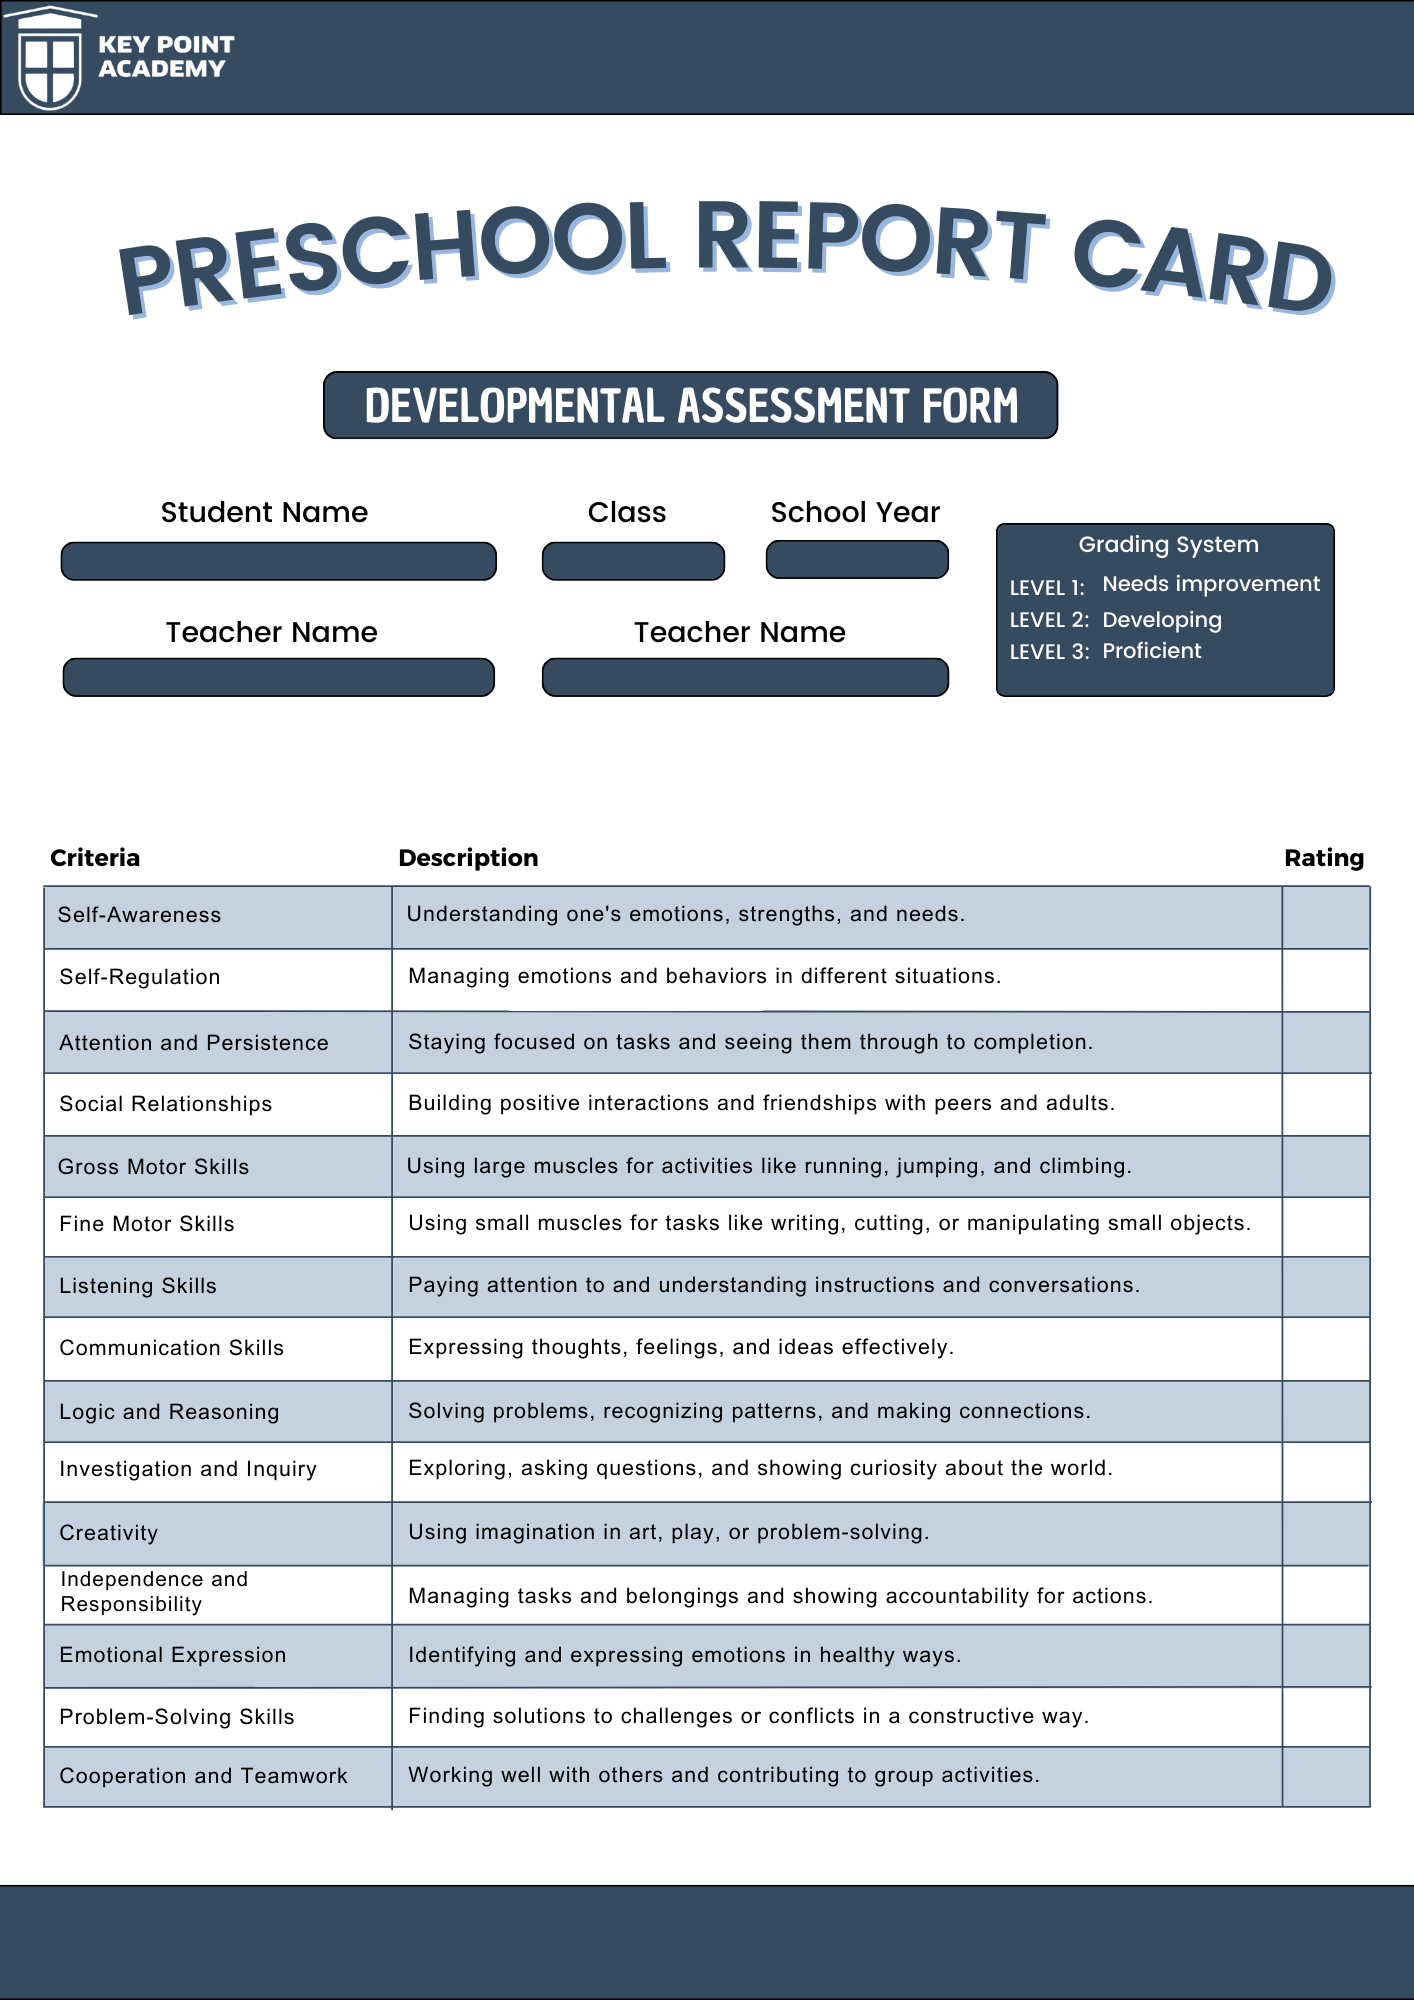 KEY POINT
ACADEMY
PRESCHOOL REPORT CARD
DEVELOPMENTAL ASSESSMENT FORM
Student Name
Class
School Year
Teacher Name
Teacher Name
Grading System
LEVEL 1: Needs improvement
LEVEL 2: Developing
LEVEL 3: Proficient
Criteria Description Rating
Self-Awareness Understanding one's emotions, strengths, and needs.
Self-Regulation Managing emotions and behaviors in different situations.
Attention and Persistence Staying focused on tasks and seeing them through to completion.
Social Relationships Building positive interactions and friendships with peers and adults.
Gross Motor Skills Using large muscles for activities like running, jumping, and climbing.
Fine Motor Skills Using small muscles for tasks like writing, cutting, or manipulating small objects.
Listening Skills Paying attention to and understanding instructions and conversations.
Communication Skills Expressing thoughts, feelings, and ideas effectively.
Logic and Reasoning Solving problems, recognizing patterns, and making connections.
Investigation and Inquiry Exploring, asking questions, and showing curiosity about the world.
Creativity Using imagination in art, play, or problem-solving.
Independence and
Responsibility Managing tasks and belongings and showing accountability for actions.
Emotional Expression Identifying and expressing emotions in healthy ways.
Problem-Solving Skills Finding solutions to challenges or conflicts in a constructive way.
Cooperation and Teamwork Working well with others and contributing to group activities.